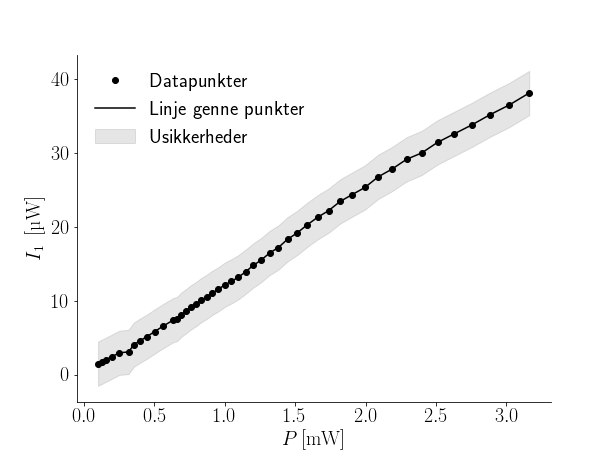 Datapunkter
Linje genne punkter
Usikkerheder
40
30
20
10
0
I₁ [µW]
0.0 0.5 1.0 1.5 2.0 2.5 3.0
P [mW]